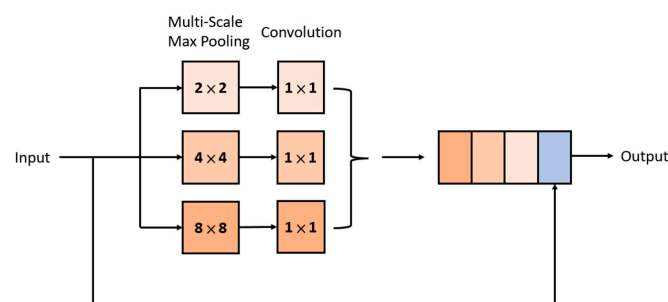 Multi-Scale
Max Pooling
Convolution
2 × 2
1 × 1
Input
4 × 4
1 × 1
Output
8 × 8
1 × 1